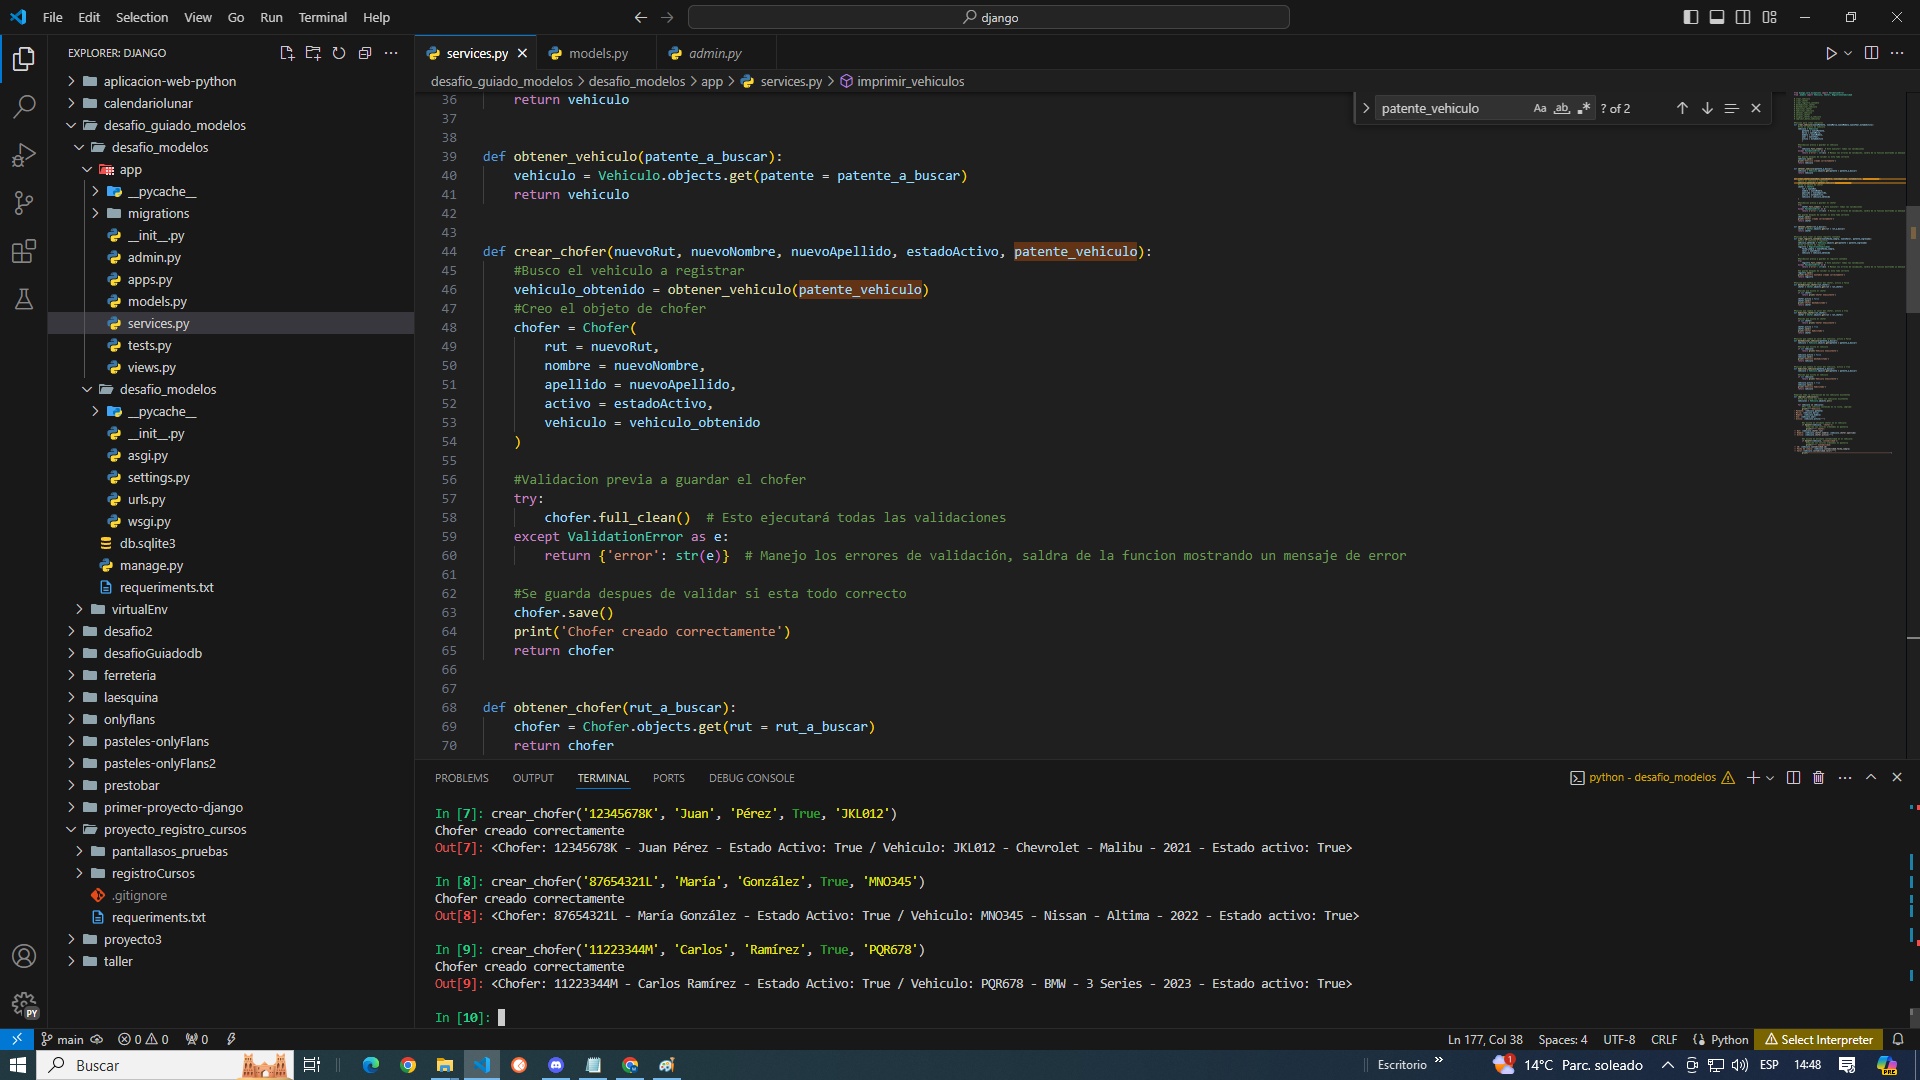 File Edit Selection View Go Run Terminal Help
django
EXPLORER: DJANGO
aplicacion-web-python
calendariolunar
desafio_guiado_modelos
desafio_modelos
app
__pycache__
migrations
__init__.py
admin.py
apps.py
models.py
services.py
tests.py
views.py
desafio_modelos
__pycache__
__init__.py
asgi.py
settings.py
urls.py
wsgi.py
db.sqlite3
manage.py
requeriments.txt
virtualEnv
desafio2
desafioGuiadodb
ferreteria
laesquina
onlyflans
pasteles-onlyFlans
pasteles-onlyFlans2
prestobar
primer-proyecto-django
proyecto_registro_cursos
pantallasos_pruebas
registroCursos
.gitignore
requeriments.txt
proyecto3
taller
services.py models.py admin.py
desafio_guiado_modelos > desafio_modelos > app > services.py > imprimir_vehiculos
patente_vehiculo Aa ab .* ? of 2
36 return vehiculo
37
38
39 def obtener_vehiculo(patente_a_buscar):
40 vehiculo = Vehiculo.objects.get(patente = patente_a_buscar)
41 return vehiculo
42
43
44 def crear_chofer(nuevoRut, nuevoNombre, nuevoApellido, estadoActivo, patente_vehiculo):
45 #Busco el vehiculo a registrar
46 vehiculo_obtenido = obtener_vehiculo(patente_vehiculo)
47 #Creo el objeto de chofer
48 chofer = Chofer(
49 rut = nuevoRut,
50 nombre = nuevoNombre,
51 apellido = nuevoApellido,
52 activo = estadoActivo,
53 vehiculo = vehiculo_obtenido
54 )
55
56 #Validacion previa a guardar el chofer
57 try:
58 chofer.full_clean() # Esto ejecutará todas las validaciones
59 except ValidationError as e:
60 return {'error': str(e)} # Manejo los errores de validación, saldra de la funcion mostrando un mensaje de error
61
62 #Se guarda despues de validar si esta todo correcto
63 chofer.save()
64 print('Chofer creado correctamente')
65 return chofer
66
67
68 def obtener_chofer(rut_a_buscar):
69 chofer = Chofer.objects.get(rut = rut_a_buscar)
70 return chofer
PROBLEMS OUTPUT TERMINAL PORTS DEBUG CONSOLE
python - desafio_modelos
In [7]: crear_chofer('12345678K', 'Juan', 'Pérez', True, 'JKL012')
Chofer creado correctamente
Out[7]: <Chofer: 12345678K - Juan Pérez - Estado Activo: True / Vehiculo: JKL012 - Chevrolet - Malibu - 2021 - Estado activo: True>
In [8]: crear_chofer('87654321L', 'María', 'González', True, 'MNO345')
Chofer creado correctamente
Out[8]: <Chofer: 87654321L - María González - Estado Activo: True / Vehiculo: MNO345 - Nissan - Altima - 2022 - Estado activo: True>
In [9]: crear_chofer('11223344M', 'Carlos', 'Ramírez', True, 'PQR678')
Chofer creado correctamente
Out[9]: <Chofer: 11223344M - Carlos Ramírez - Estado Activo: True / Vehiculo: PQR678 - BMW - 3 Series - 2023 - Estado activo: True>
In [10]:
PY
main 0 0 0
Ln 177, Col 38 Spaces: 4 UTF-8 CRLF Python Select Interpreter
Buscar
Escritorio 1 14°C Parc. soleado ESP 14:48